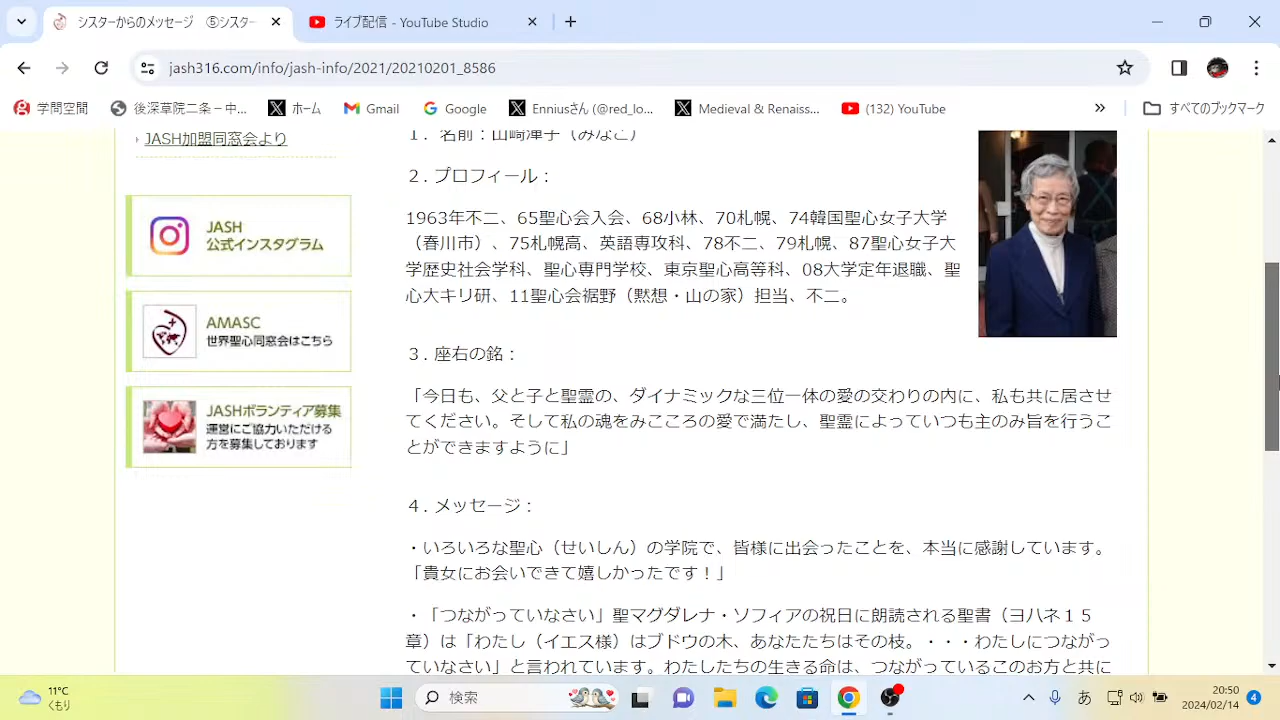 シスターからのメッセージ　⑤シスター
ライブ配信 - YouTube Studio
jash316.com/info/jash-info/2021/20210201_8586
学問空間
後深草院二条 – 中...
ホーム
Gmail
Google
Enniusさん (@red_lo...
Medieval & Renaiss...
(132) YouTube
すべてのブックマーク
JASH加盟同窓会より
JASH
公式インスタグラム
AMASC
世界聖心同窓会はこちら
JASHボランティア募集
運営にご協力いただける
方を募集しております
１．名前：山﨑渾子（みなこ）
２．プロフィール：
1963年不二、65聖心会入会、68小林、70札幌、74韓国聖心女子大学
（春川市）、75札幌高、英語専攻科、78不二、79札幌、87聖心女子大
学歴史社会学科、聖心専門学校、東京聖心高等科、08大学定年退職、聖
心大キリ研、11聖心会裾野（黙想・山の家）担当、不二。
３．座右の銘：
「今日も、父と子と聖霊の、ダイナミックな三位一体の愛の交わりの内に、私も共に居させ
てください。そして私の魂をみこころの愛で満たし、聖霊によっていつも主のみ旨を行うこ
とができますように」
４．メッセージ：
・いろいろな聖心（せいしん）の学院で、皆様に出会ったことを、本当に感謝しています。
「貴女にお会いできて嬉しかったです！」
・「つながっていなさい」聖マグダレナ・ソフィアの祝日に朗読される聖書（ヨハネ１５
章）は「わたし（イエス様）はブドウの木、あなたたちはその枝。・・・わたしにつながっ
ていなさい」と言われています。わたしたちの生きる命は、つながっているこのお方と共に
11°C
くもり
検索
あ
20:50
2024/02/14
4